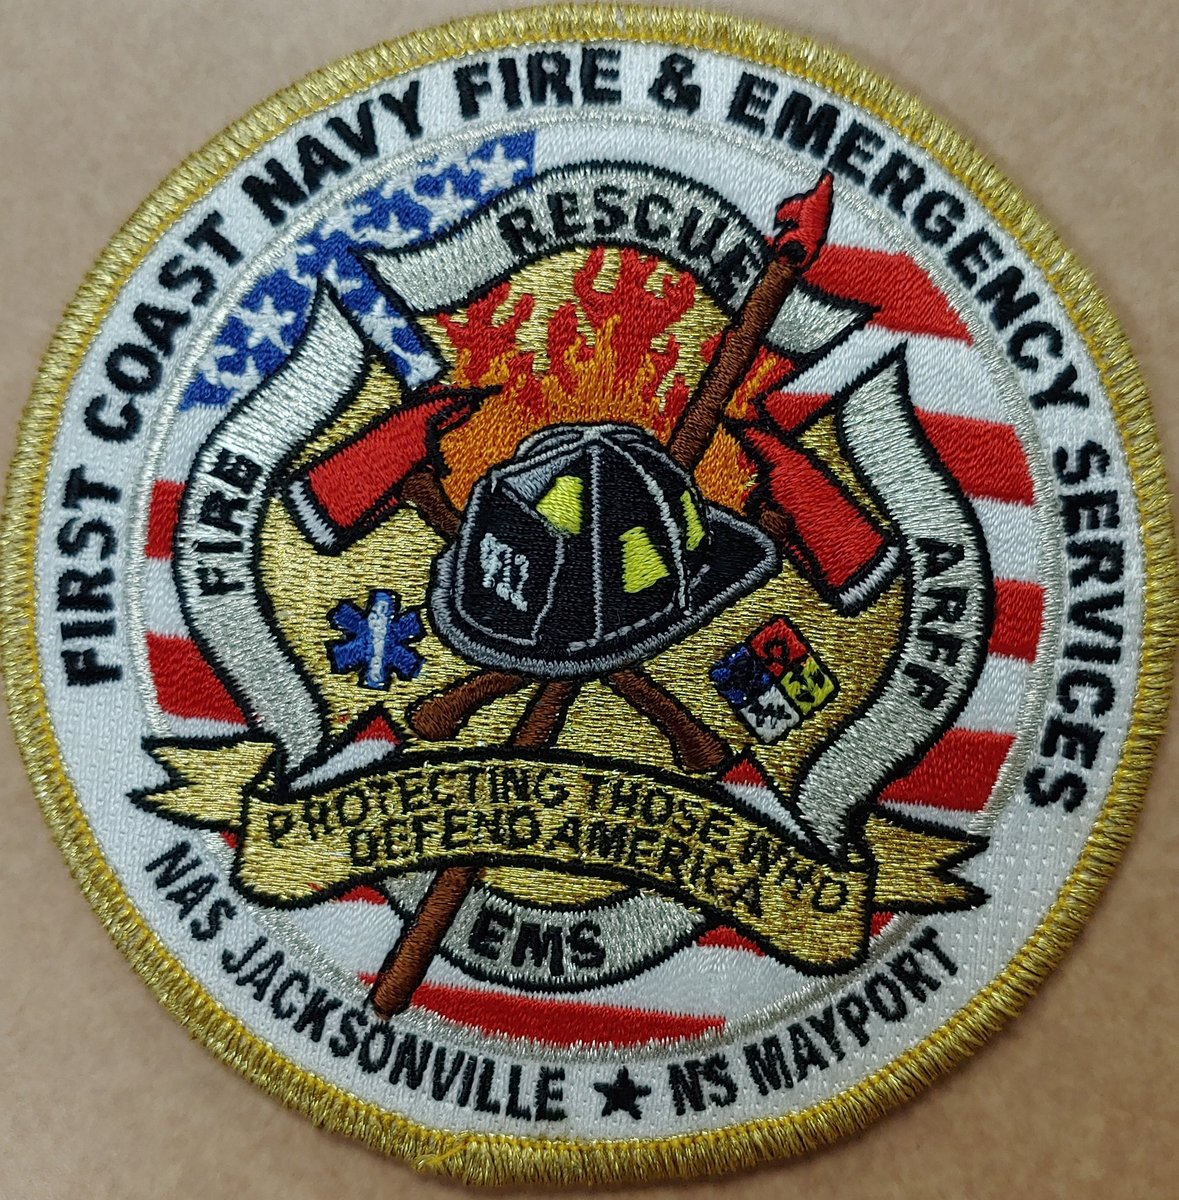 FIRST COAST NAVY FIRE & EMERGENCY SERVICES
RESCUE
FIRE
ARFF
PROTECTING THOSE WHO
DEFEND AMERICA
EMS
NAS JACKSONVILLE ★ NS MAYPORT